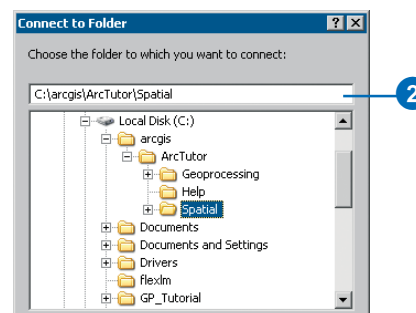 Connect to Folder
Choose the folder to which you want to connect:
C:\arcgis\ArcTutor\Spatial
2
Local Disk (C:)
arcgis
ArcTutor
Geoprocessing
Help
Spatial
Documents
Documents and Settings
Drivers
flexlm
GP_Tutorial